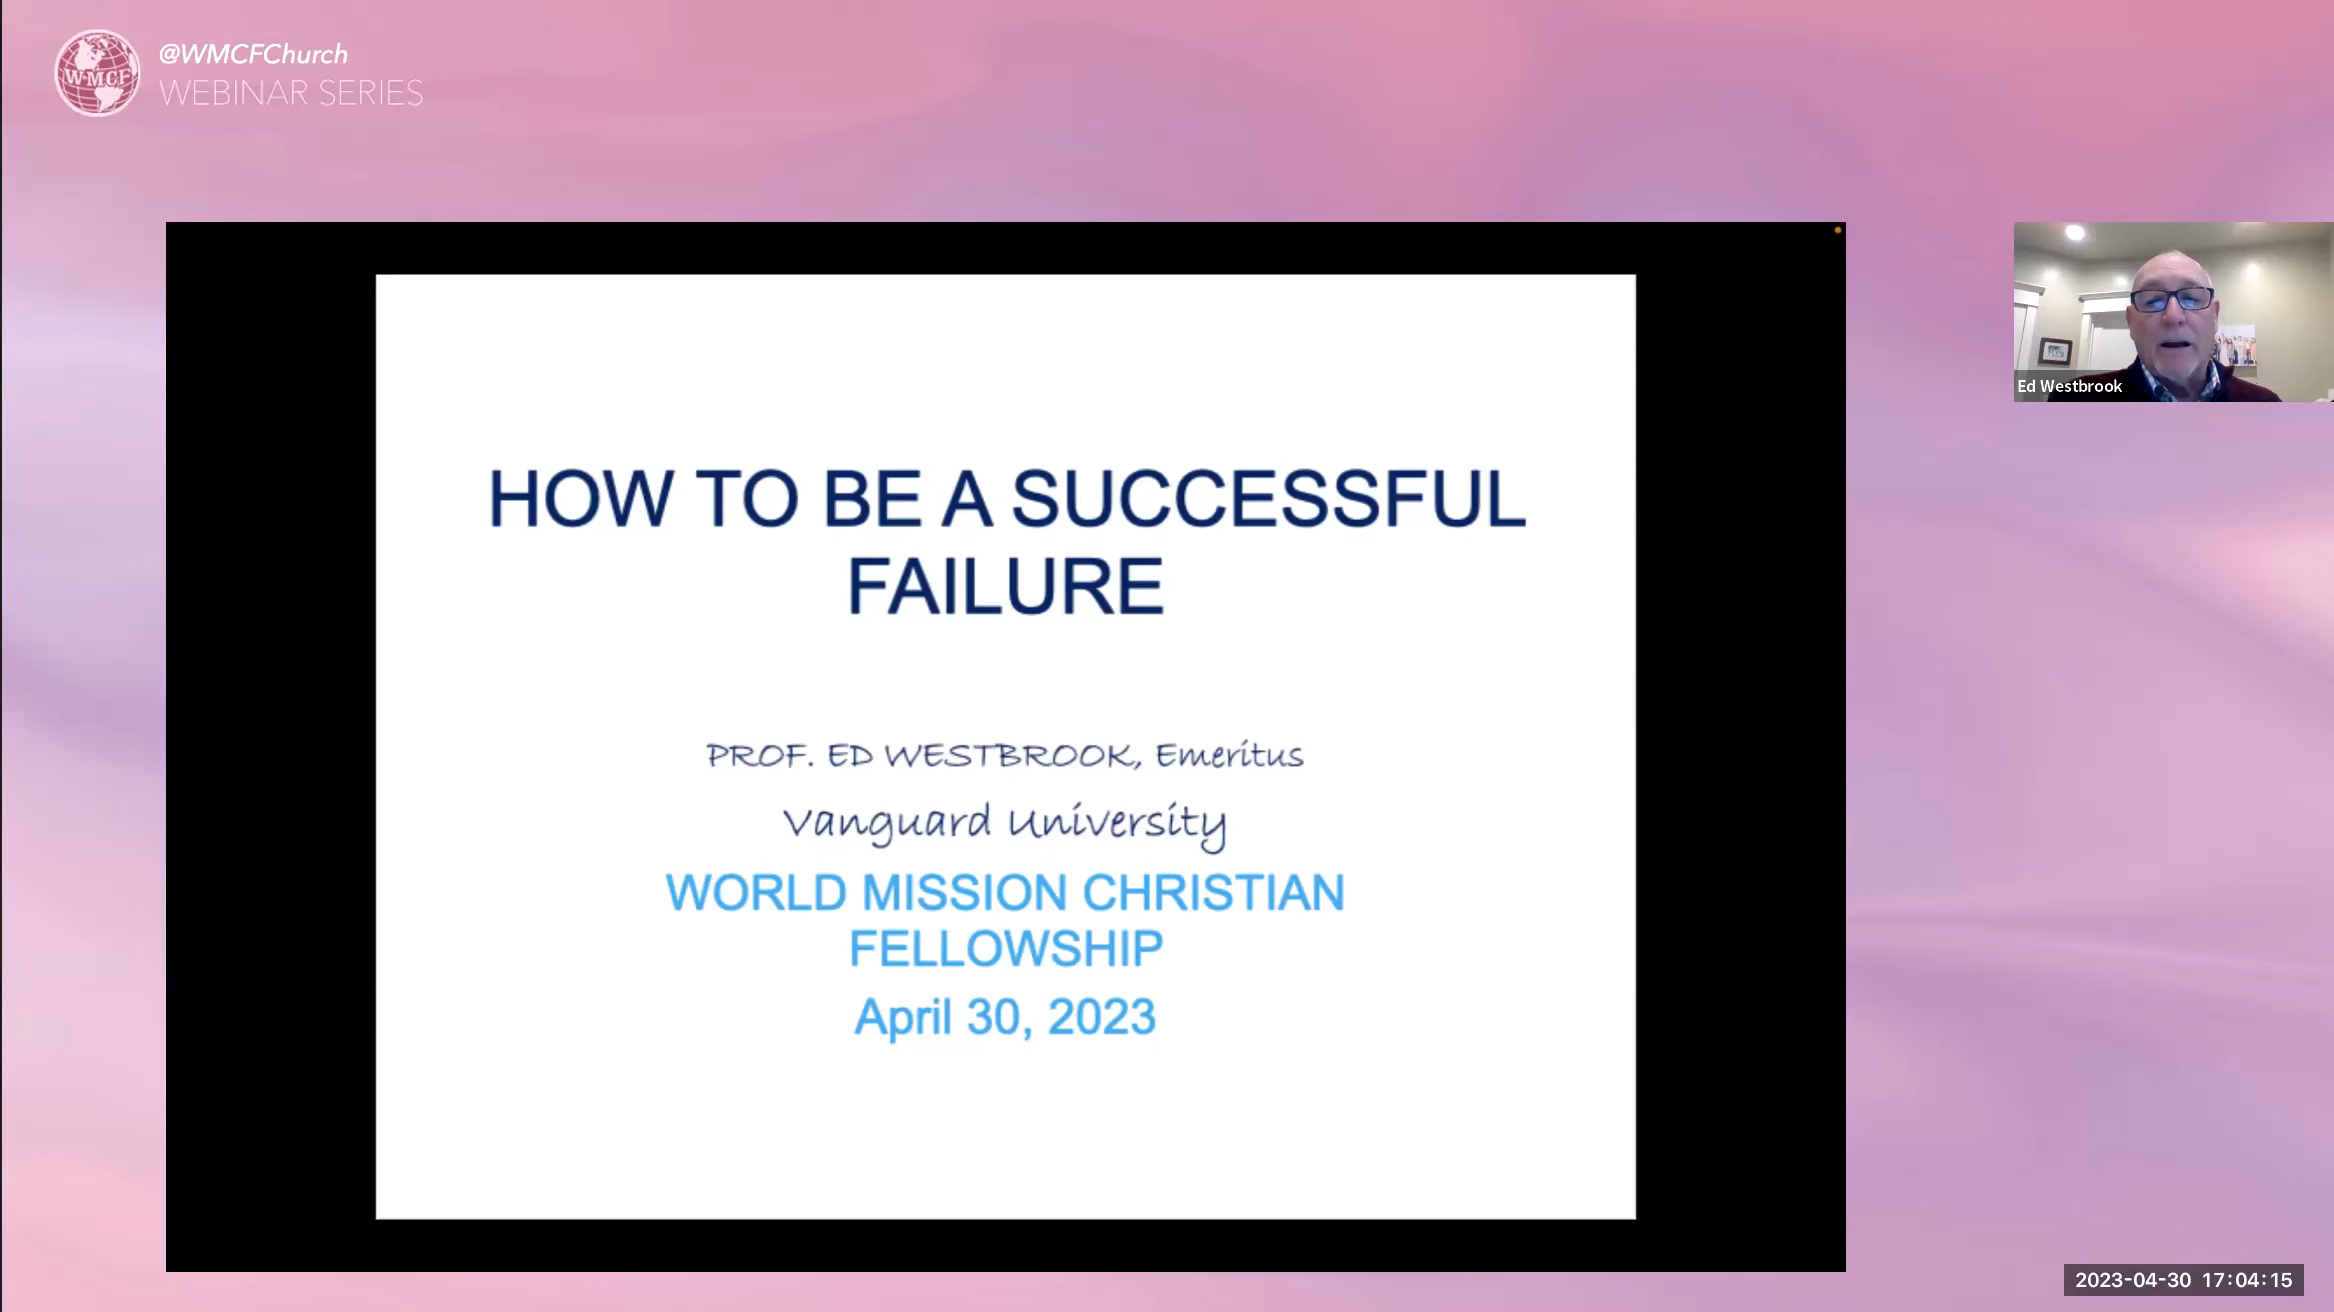 @WMCFChurch
WEBINAR SERIES
WMCF
HOW TO BE A SUCCESSFUL
FAILURE
PROF. ED WESTBROOK, Emeritus
Vanguard University
WORLD MISSION CHRISTIAN
FELLOWSHIP
April 30, 2023
Ed Westbrook
2023-04-30 17:04:15